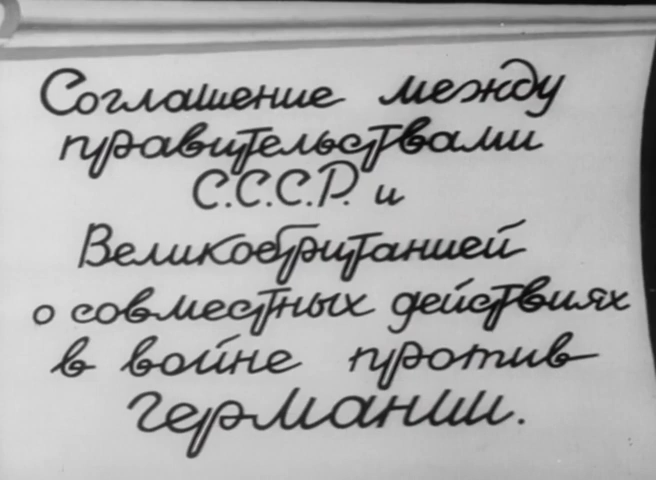 Соглашение между
правительствами
С.С.С.Р. и
Великобританией
о совместных действиях
в войне против
германии.